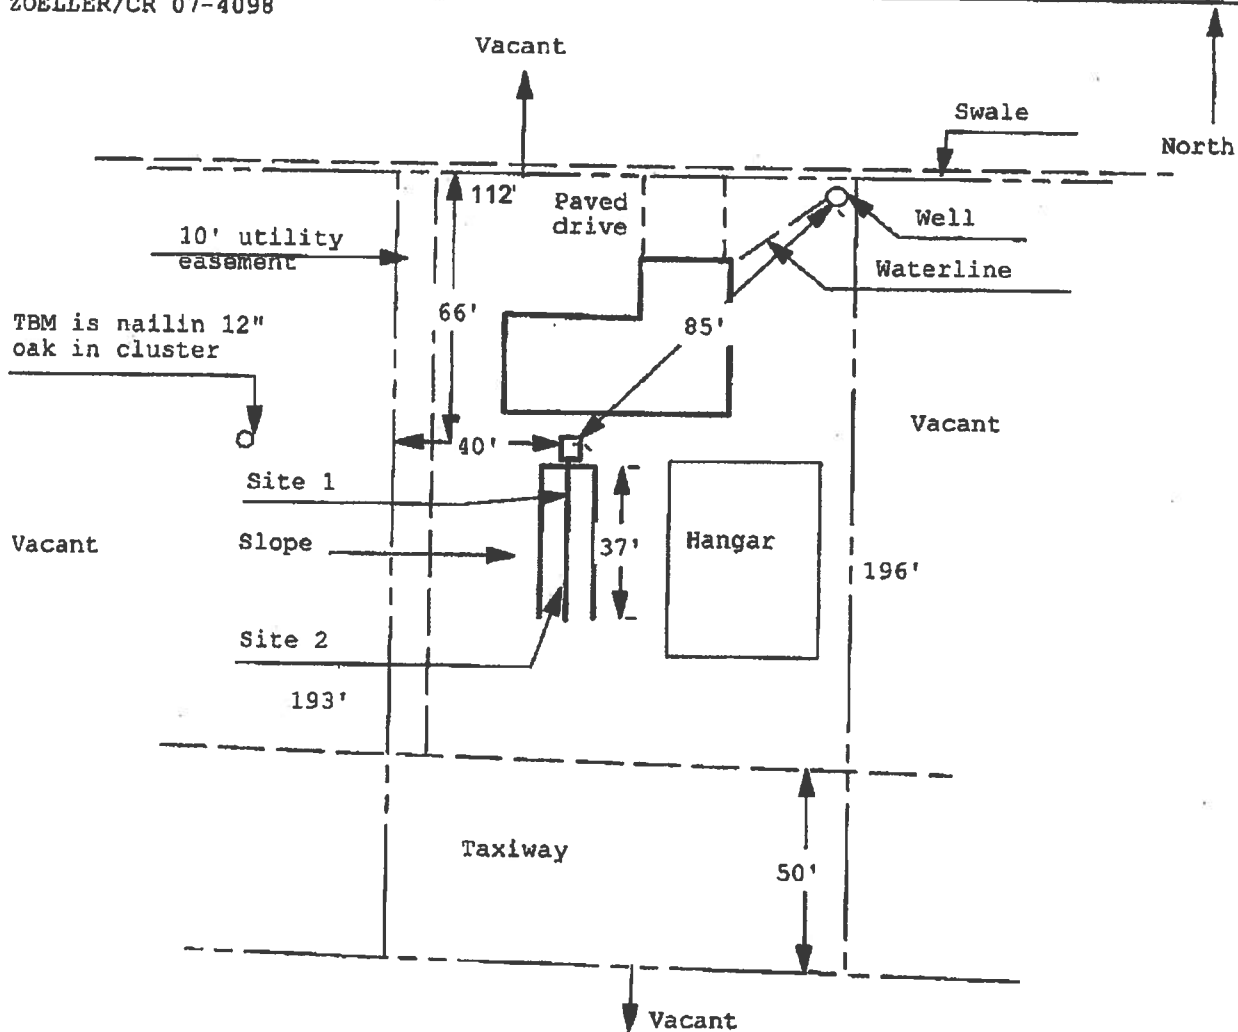 ZOELLER/CR 07-4098
Vacant
Swale
North
112'
Paved
drive
Well
10' utility
easement
Waterline
66'
85'
TBM is nailin 12"
oak in cluster
Vacant
40'
Site 1
Vacant
Slope
37'
Hangar
196'
Site 2
193'
Taxiway
50'
Vacant